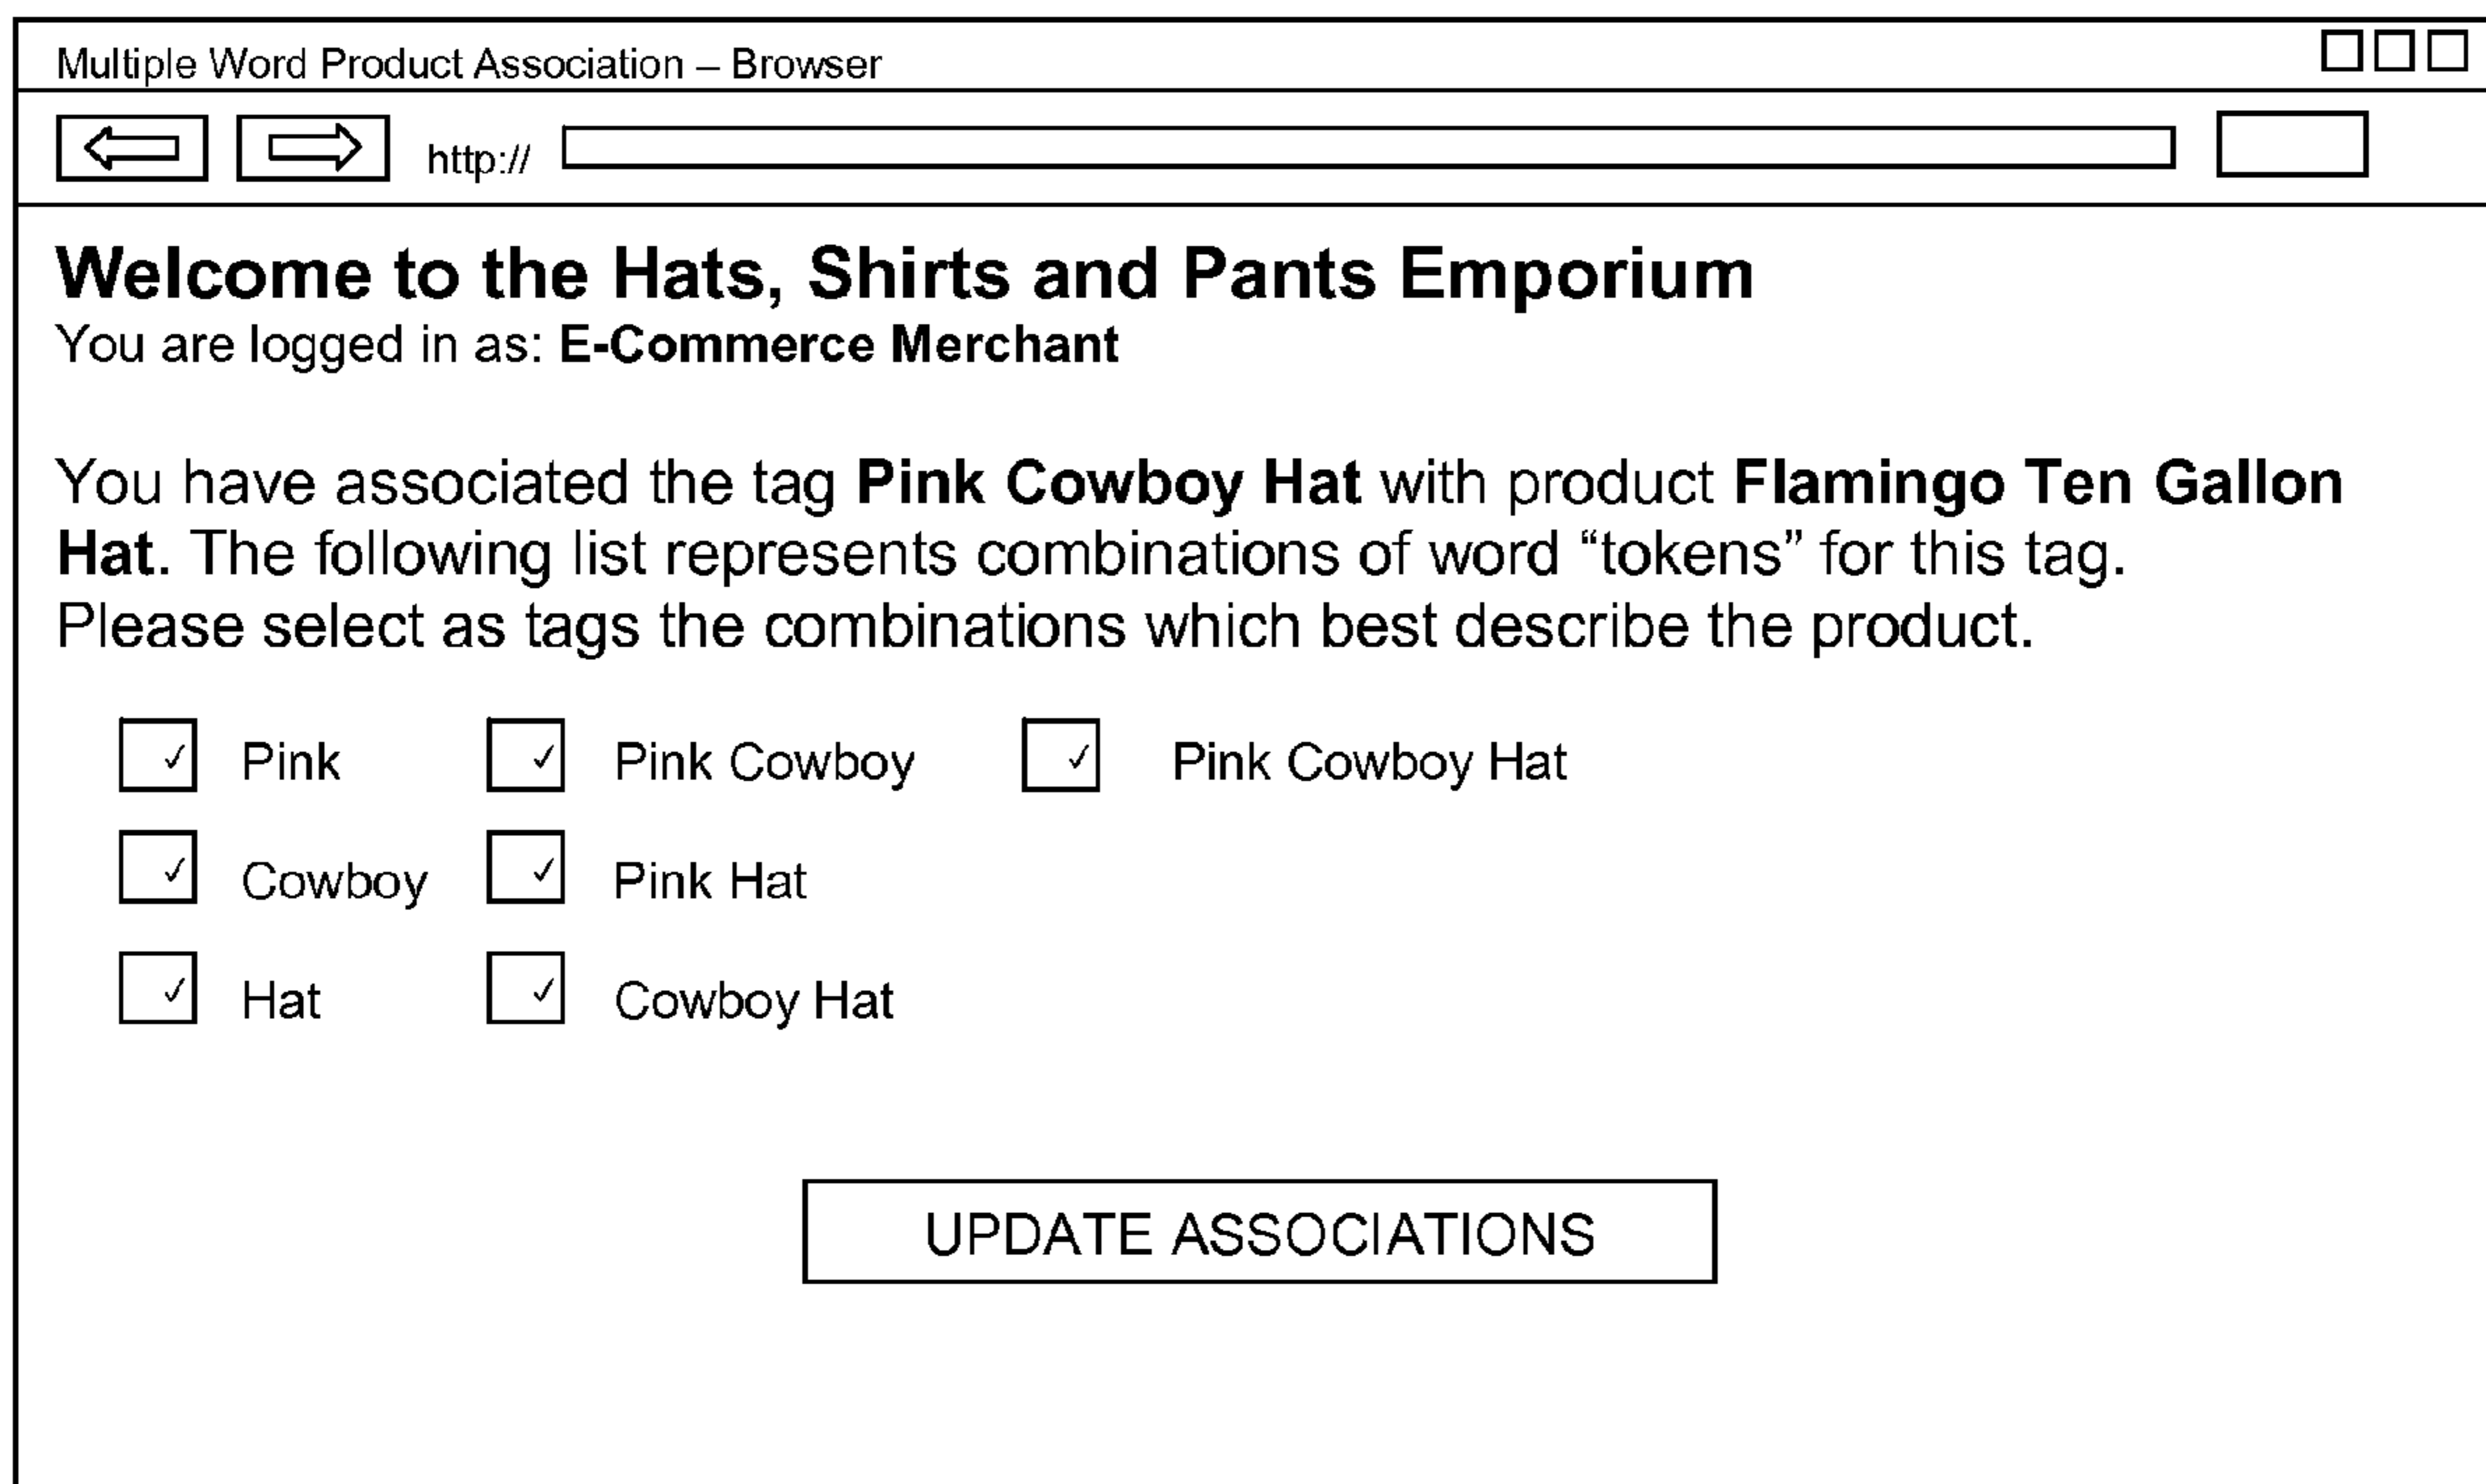 Multiple Word Product Association – Browser
http://
Welcome to the Hats, Shirts and Pants Emporium
You are logged in as: E-Commerce Merchant
You have associated the tag Pink Cowboy Hat with product Flamingo Ten Gallon
Hat. The following list represents combinations of word “tokens” for this tag.
Please select as tags the combinations which best describe the product.
✓ Pink ✓ Pink Cowboy ✓ Pink Cowboy Hat
✓ Cowboy ✓ Pink Hat
✓ Hat ✓ Cowboy Hat
UPDATE ASSOCIATIONS